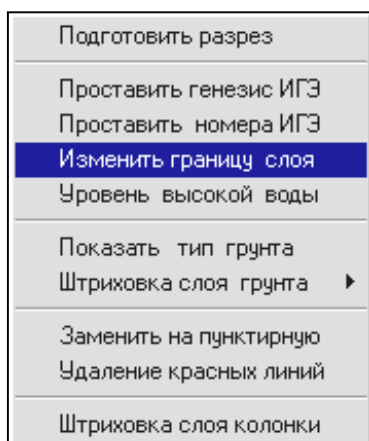 Подготовить разрез
Проставить генезис ИГЭ
Проставить номера ИГЭ
Изменить границу слоя
Уровень высокой воды
Показать тип грунта
Штриховка слоя грунта
Заменить на пунктирную
Удаление красных линий
Штриховка слоя колонки